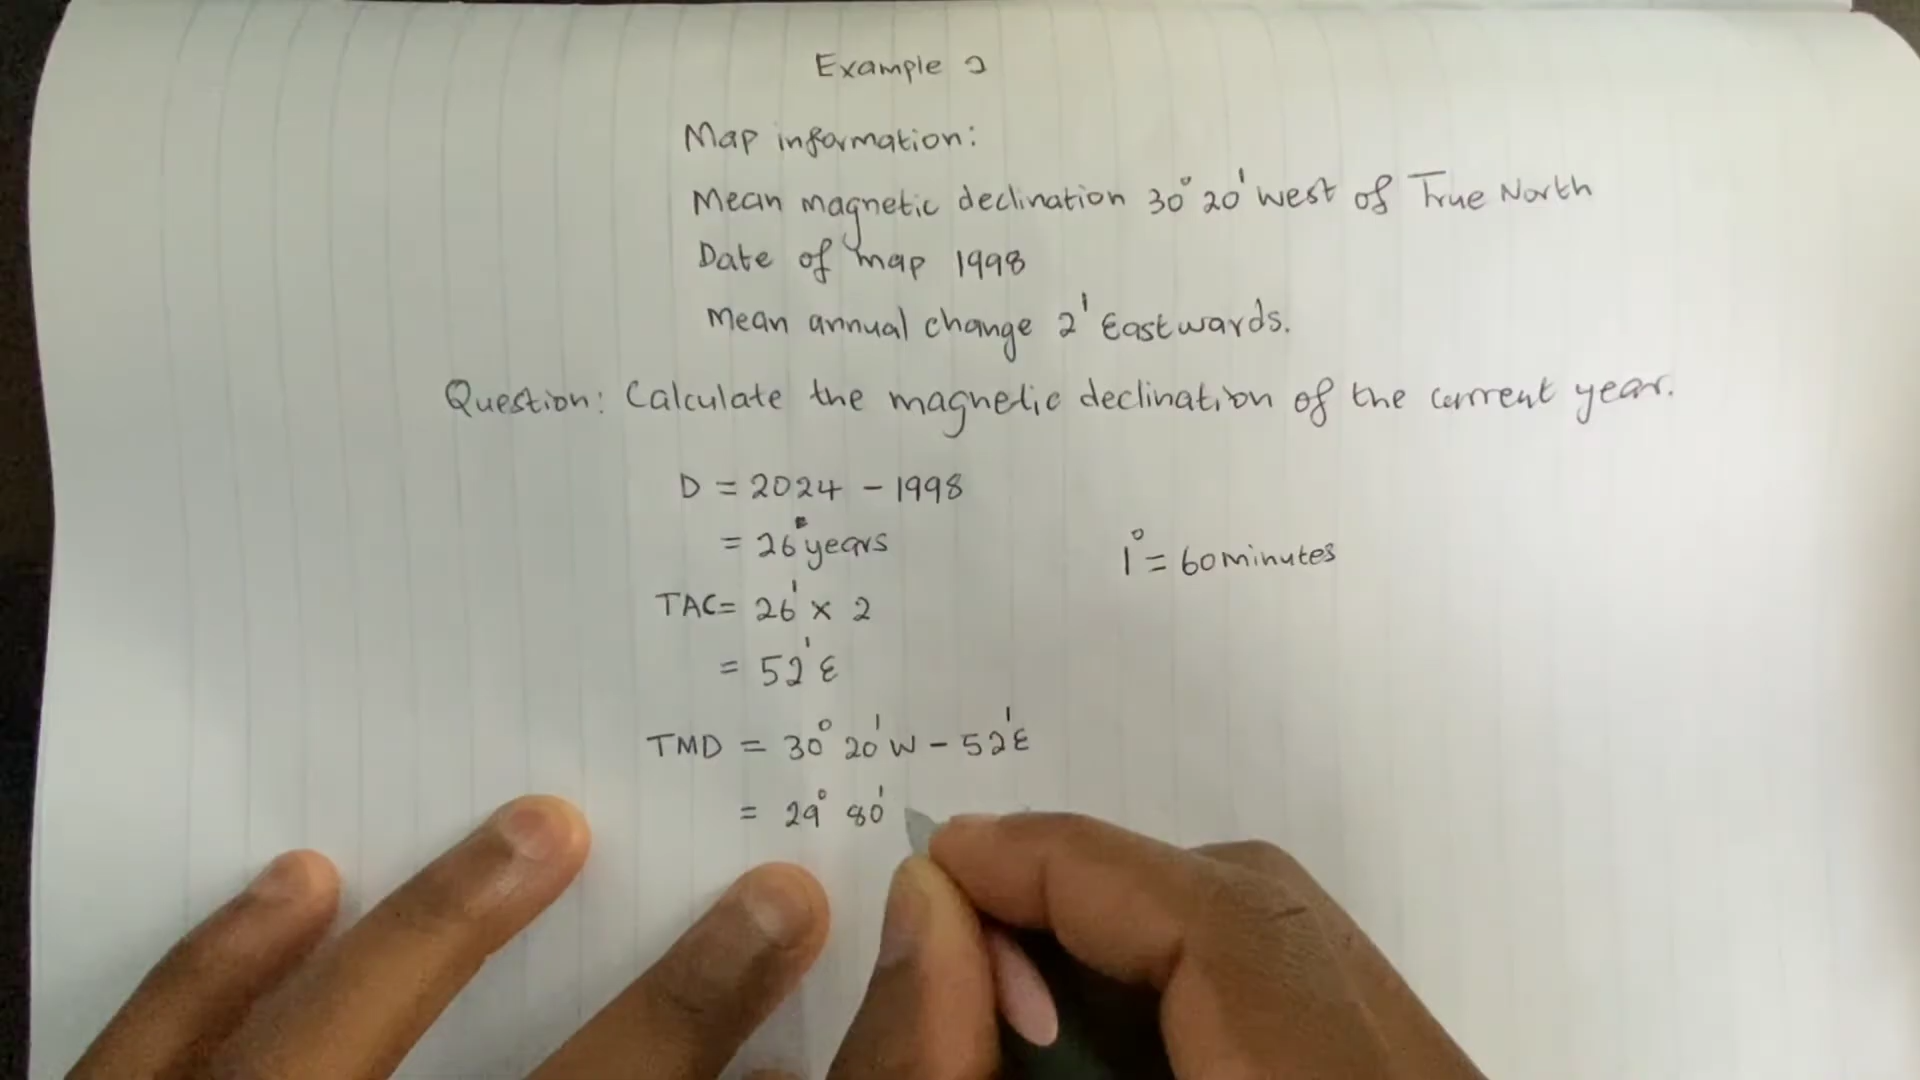 Example 2
Map information:
Mean magnetic declination 30° 20' west of True North
Date of map 1998
Mean annual change 2' Eastwards.
Question: Calculate the magnetic declination of the current year.
D = 2024 - 1998
= 26 years
1° = 60 minutes
TAC = 26' x 2
= 52' E
TMD = 30° 20' W - 52' E
= 29° 80'